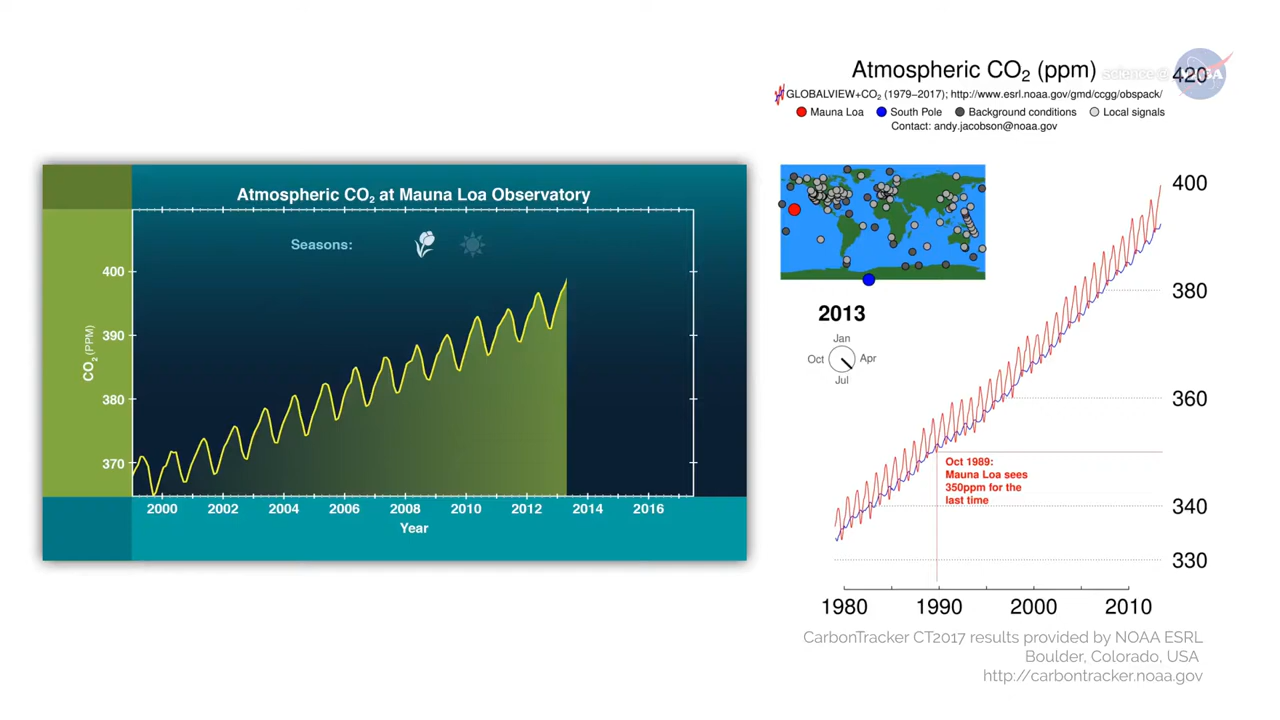 Atmospheric CO₂ at Mauna Loa Observatory
Seasons:
400
390
380
370
CO₂ (PPM)
2000 2002 2004 2006 2008 2010 2012 2014 2016
Year
Atmospheric CO₂ (ppm)
science@NASA
GLOBALVIEW+CO₂ (1979–2017); http://www.esrl.noaa.gov/gmd/ccgg/obspack/
Mauna Loa South Pole Background conditions Local signals
Contact: andy.jacobson@noaa.gov
2013
Jan
Oct Apr
Jul
420
400
380
360
340
330
Oct 1989:
Mauna Loa sees
350ppm for the
last time
1980 1990 2000 2010
CarbonTracker CT2017 results provided by NOAA ESRL
Boulder, Colorado, USA
http://carbontracker.noaa.gov